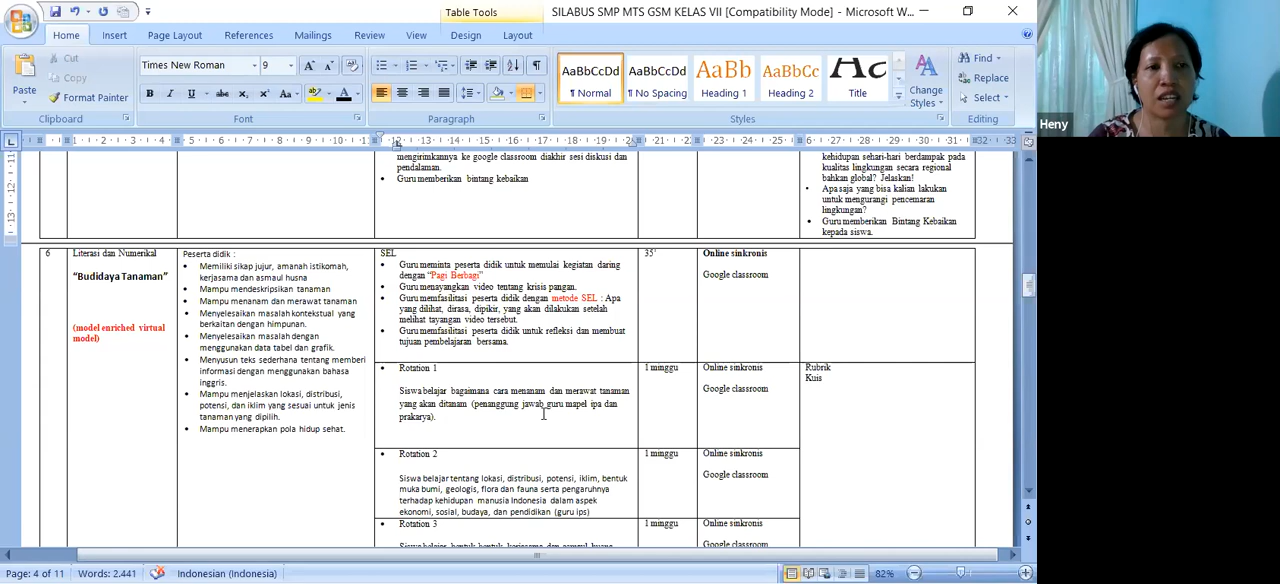 Table Tools
SILABUS SMP MTS GSM KELAS VII [Compatibility Mode] - Microsoft W...
Home Insert Page Layout References Mailings Review View Design Layout
Paste
Cut
Copy
Format Painter
Clipboard
Times New Roman 9
Font
Paragraph
AaBbCcDd AaBbCcDd AaBb AaBbCc Ac
¶ Normal ¶ No Spacing Heading 1 Heading 2 Title
Change
Styles
Styles
Find
Replace
Select
Editing
Heny
mengirimkannya ke google classroom diakhir sesi diskusi dan
pendalaman.
• Guru memberikan bintang kebaikan
kehidupan sehari-hari berdampak pada
kualitas lingkungan secara regional
bahkan global? Jelaskan!
• Apa saja yang bisa kalian lakukan
untuk mengurangi pencemaran
lingkungan?
• Guru memberikan Bintang Kebaikan
kepada siswa.
6
Literasi dan Numerikal
“Budidaya Tanaman”
(model enriched virtual
model)
Peserta didik :
• Memiliki sikap jujur, amanah istikomah,
kerjasama dan asmaul husna
• Mampu mendeskripsikan tanaman
• Mampu menanam dan merawat tanaman
• Menyelesaikan masalah kontekstual yang
berkaitan dengan himpunan.
• Menyelesaikan masalah dengan
menggunakan data tabel dan grafik.
• Menyusun teks sederhana tentang memberi
informasi dengan menggunakan bahasa
inggris.
• Mampu menjelaskan lokasi, distribusi,
potensi, dan iklim yang sesuai untuk jenis
tanaman yang dipilih.
• Mampu menerapkan pola hidup sehat.
SEL
• Guru meminta peserta didik untuk memulai kegiatan daring
dengan “Pagi Berbagi”
• Guru menayangkan video tentang krisis pangan.
• Guru memfasilitasi peserta didik dengan metode SEL : Apa
yang dilihat, dirasa, dipikir, yang akan dilakukan setelah
melihat tayangan video tersebut.
• Guru memfasilitasi peserta didik untuk refleksi dan membuat
tujuan pembelajaran bersama.
35’
Online sinkronis
Google classroom
• Rotation 1
Siswa belajar bagaimana cara menanam dan merawat tanaman
yang akan ditanam (penanggung jawab guru mapel ipa dan
prakarya).
1 minggu
Online sinkronis
Google classroom
Rubrik
Kuis
• Rotation 2
Siswa belajar tentang lokasi, distribusi, potensi, iklim, bentuk
muka bumi, geologis, flora dan fauna serta pengaruhnya
terhadap kehidupan manusia Indonesia dalam aspek
ekonomi, sosial, budaya, dan pendidikan (guru ips)
1 minggu
Online sinkronis
Google classroom
• Rotation 3
1 minggu
Online sinkronis
Google classroom
Page: 4 of 11 Words: 2.441 Indonesian (Indonesia) 82%